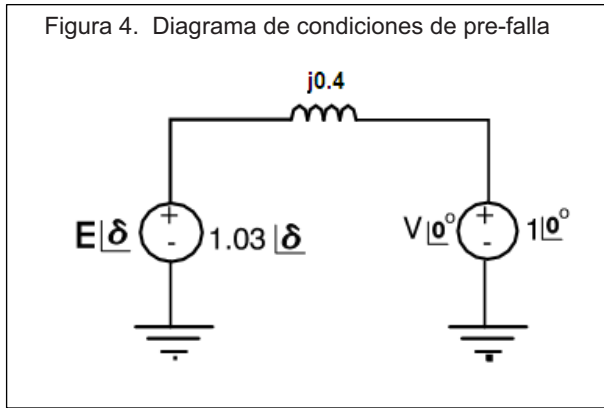 Figura 4. Diagrama de condiciones de pre-falla
j0.4
E|δ 1.03|δ V|0° 1|0°
+ +
- -